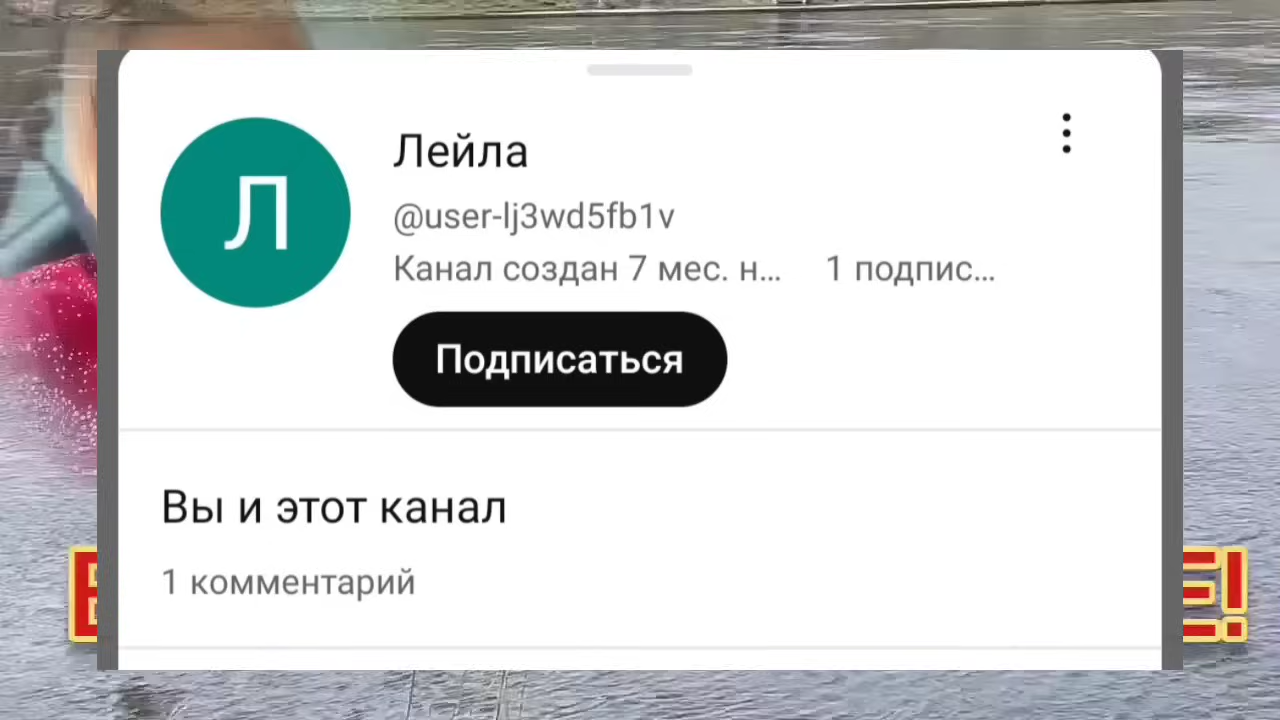 Л
Лейла
@user-lj3wd5fb1v
Канал создан 7 мес. н... 1 подпис...
Подписаться
Вы и этот канал
1 комментарий
Е!